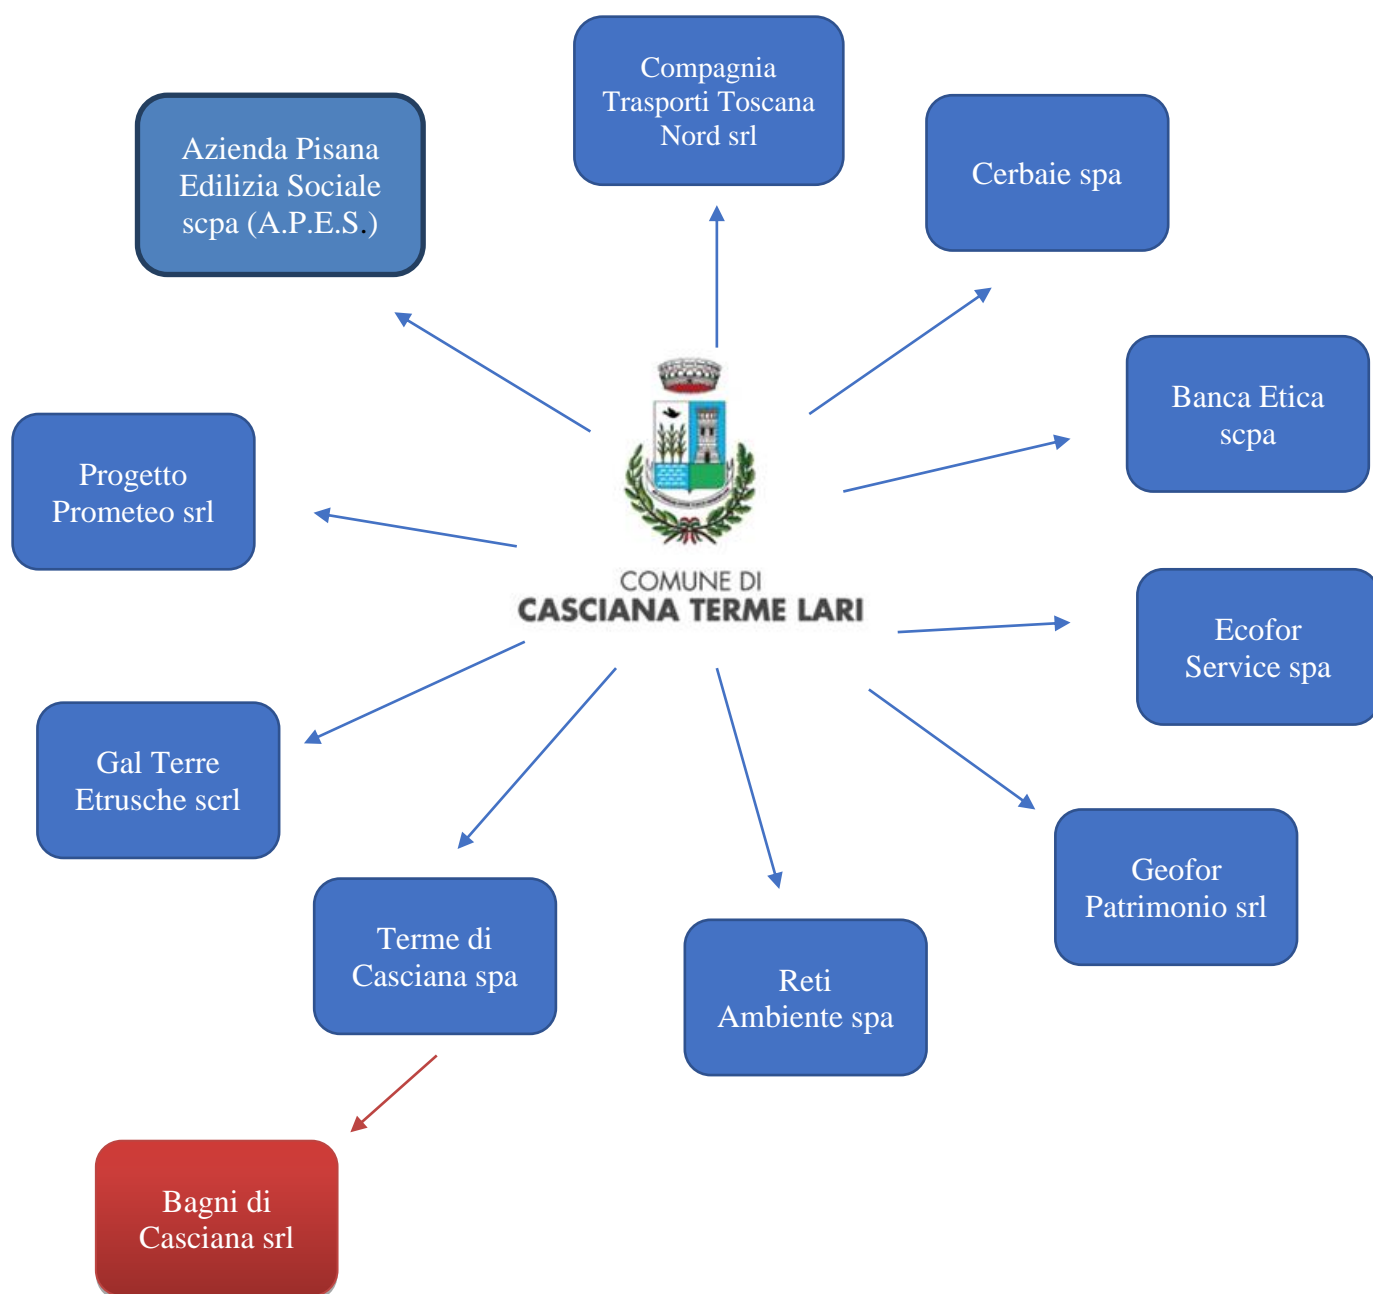 Compagnia
Trasporti Toscana
Nord srl
Azienda Pisana
Edilizia Sociale
scpa (A.P.E.S.)
Cerbaie spa
Banca Etica
scpa
Progetto
Prometeo srl
COMUNE DI
CASCIANA TERME LARI
Ecofor
Service spa
Gal Terre
Etrusche scrl
Geofor
Patrimonio srl
Terme di
Casciana spa
Reti
Ambiente spa
Bagni di
Casciana srl